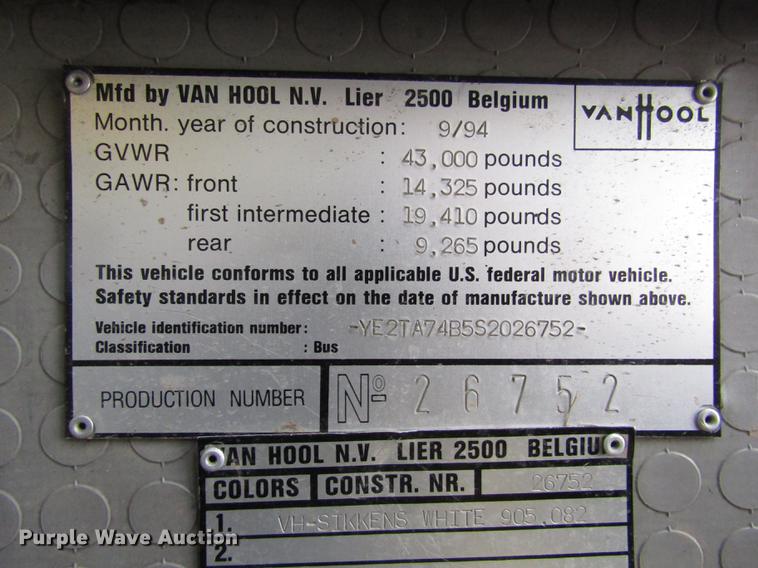 Mfd by VAN HOOL N.V. Lier 2500 Belgium
VAN HOOL
Month. year of construction: 9/94
GVWR : 43,000 pounds
GAWR: front : 14,325 pounds
first intermediate : 19,410 pounds
rear : 9,265 pounds
This vehicle conforms to all applicable U.S. federal motor vehicle.
Safety standards in effect on the date of manufacture shown above.
Vehicle identification number: -YE2TA74B5S2026752-
Classification : Bus
PRODUCTION NUMBER Nº 26752
VAN HOOL N.V. LIER 2500 BELGIUM
COLORS CONSTR. NR. 26752
1. VH-SIKKENS WHITE 905.082
2.
Purple Wave Auction